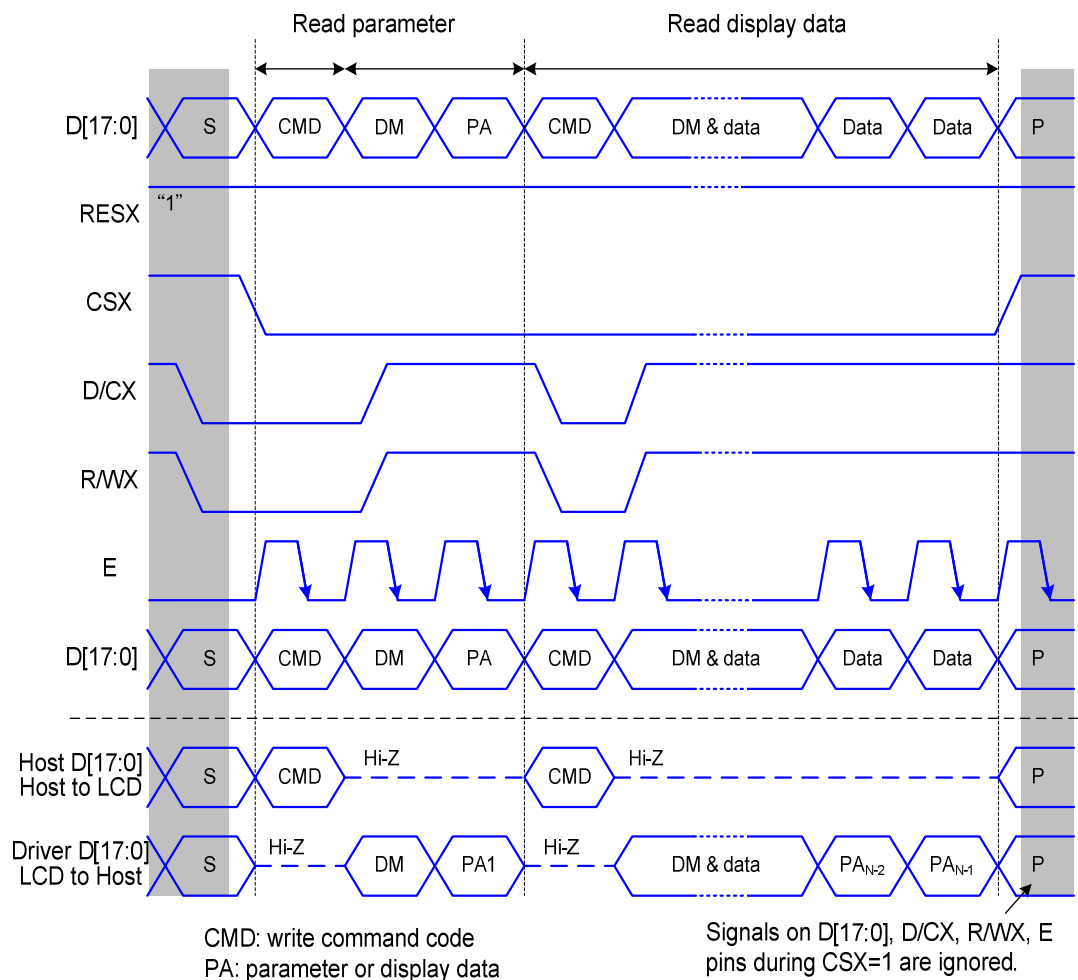 Read parameter Read display data
D[17:0] S CMD DM PA CMD DM & data Data Data P
"1"
RESX
CSX
D/CX
R/WX
E
D[17:0] S CMD DM PA CMD DM & data Data Data P
Host D[17:0]
Host to LCD
S CMD Hi-Z CMD Hi-Z P
Driver D[17:0]
LCD to Host
S Hi-Z DM PA1 Hi-Z DM & data PAN-2 PAN-1 P
CMD: write command code
PA: parameter or display data
Signals on D[17:0], D/CX, R/WX, E
pins during CSX=1 are ignored.